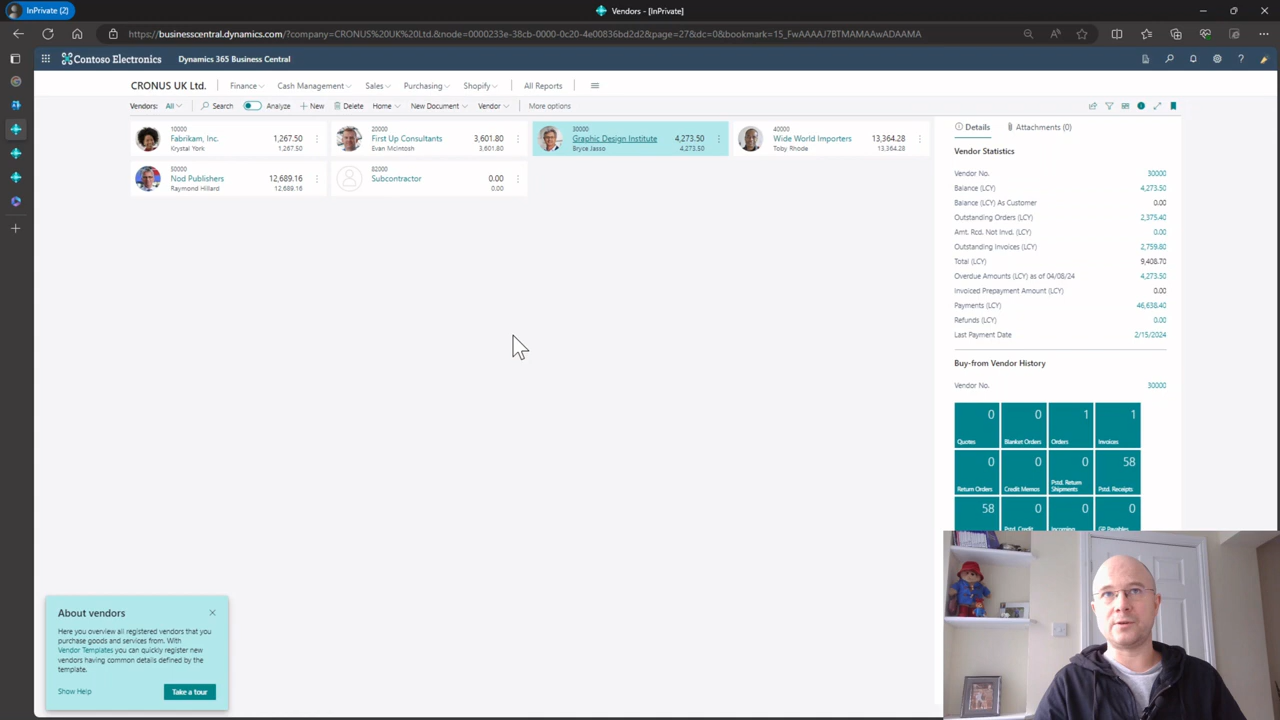 InPrivate (2)
Vendors - [InPrivate]
https://businesscentral.dynamics.com/?company=CRONUS%20UK%20Ltd.&node=0000233e-38cb-0000-0c20-4e00836bd2d2&page=27&dc=0&bookmark=15_FwAAAAJ7BTMAMAAwADAAMA
Contoso Electronics
Dynamics 365 Business Central
CRONUS UK Ltd.
Finance
Cash Management
Sales
Purchasing
Shopify
All Reports
Vendors: All
Search
Analyze
New
Delete
Home
New Document
Vendor
More options
10000
Fabrikam, Inc. 1,267.50
Krystal York 1,267.50
20000
First Up Consultants 3,601.80
Evan McIntosh 3,601.80
30000
Graphic Design Institute 4,273.50
Bryce Jasso 4,273.50
40000
Wide World Importers 13,364.28
Toby Rhode 13,364.28
50000
Nod Publishers 12,689.16
Raymond Hillard 12,689.16
82000
Subcontractor 0.00
0.00
Details
Attachments (0)
Vendor Statistics
Vendor No. 30000
Balance (LCY) 4,273.50
Balance (LCY) As Customer 0.00
Outstanding Orders (LCY) 2,375.40
Amt. Rcd. Not Invd. (LCY) 0.00
Outstanding Invoices (LCY) 2,759.80
Total (LCY) 9,408.70
Overdue Amounts (LCY) as of 04/08/24 4,273.50
Invoiced Prepayment Amount (LCY) 0.00
Payments (LCY) 46,638.40
Refunds (LCY) 0.00
Last Payment Date 2/15/2024
Buy-from Vendor History
Vendor No. 30000
0 0 1 1
Quotes Blanket Orders Orders Invoices
0 0 0 58
Return Orders Credit Memos Pstd. Return Shipments Pstd. Receipts
58 0 0 0
Pstd. Credit Incoming GP Payables
About vendors
Here you overview all registered vendors that you
purchase goods and services from. With
Vendor Templates you can quickly register new
vendors having common details defined by the
template.
Show Help
Take a tour